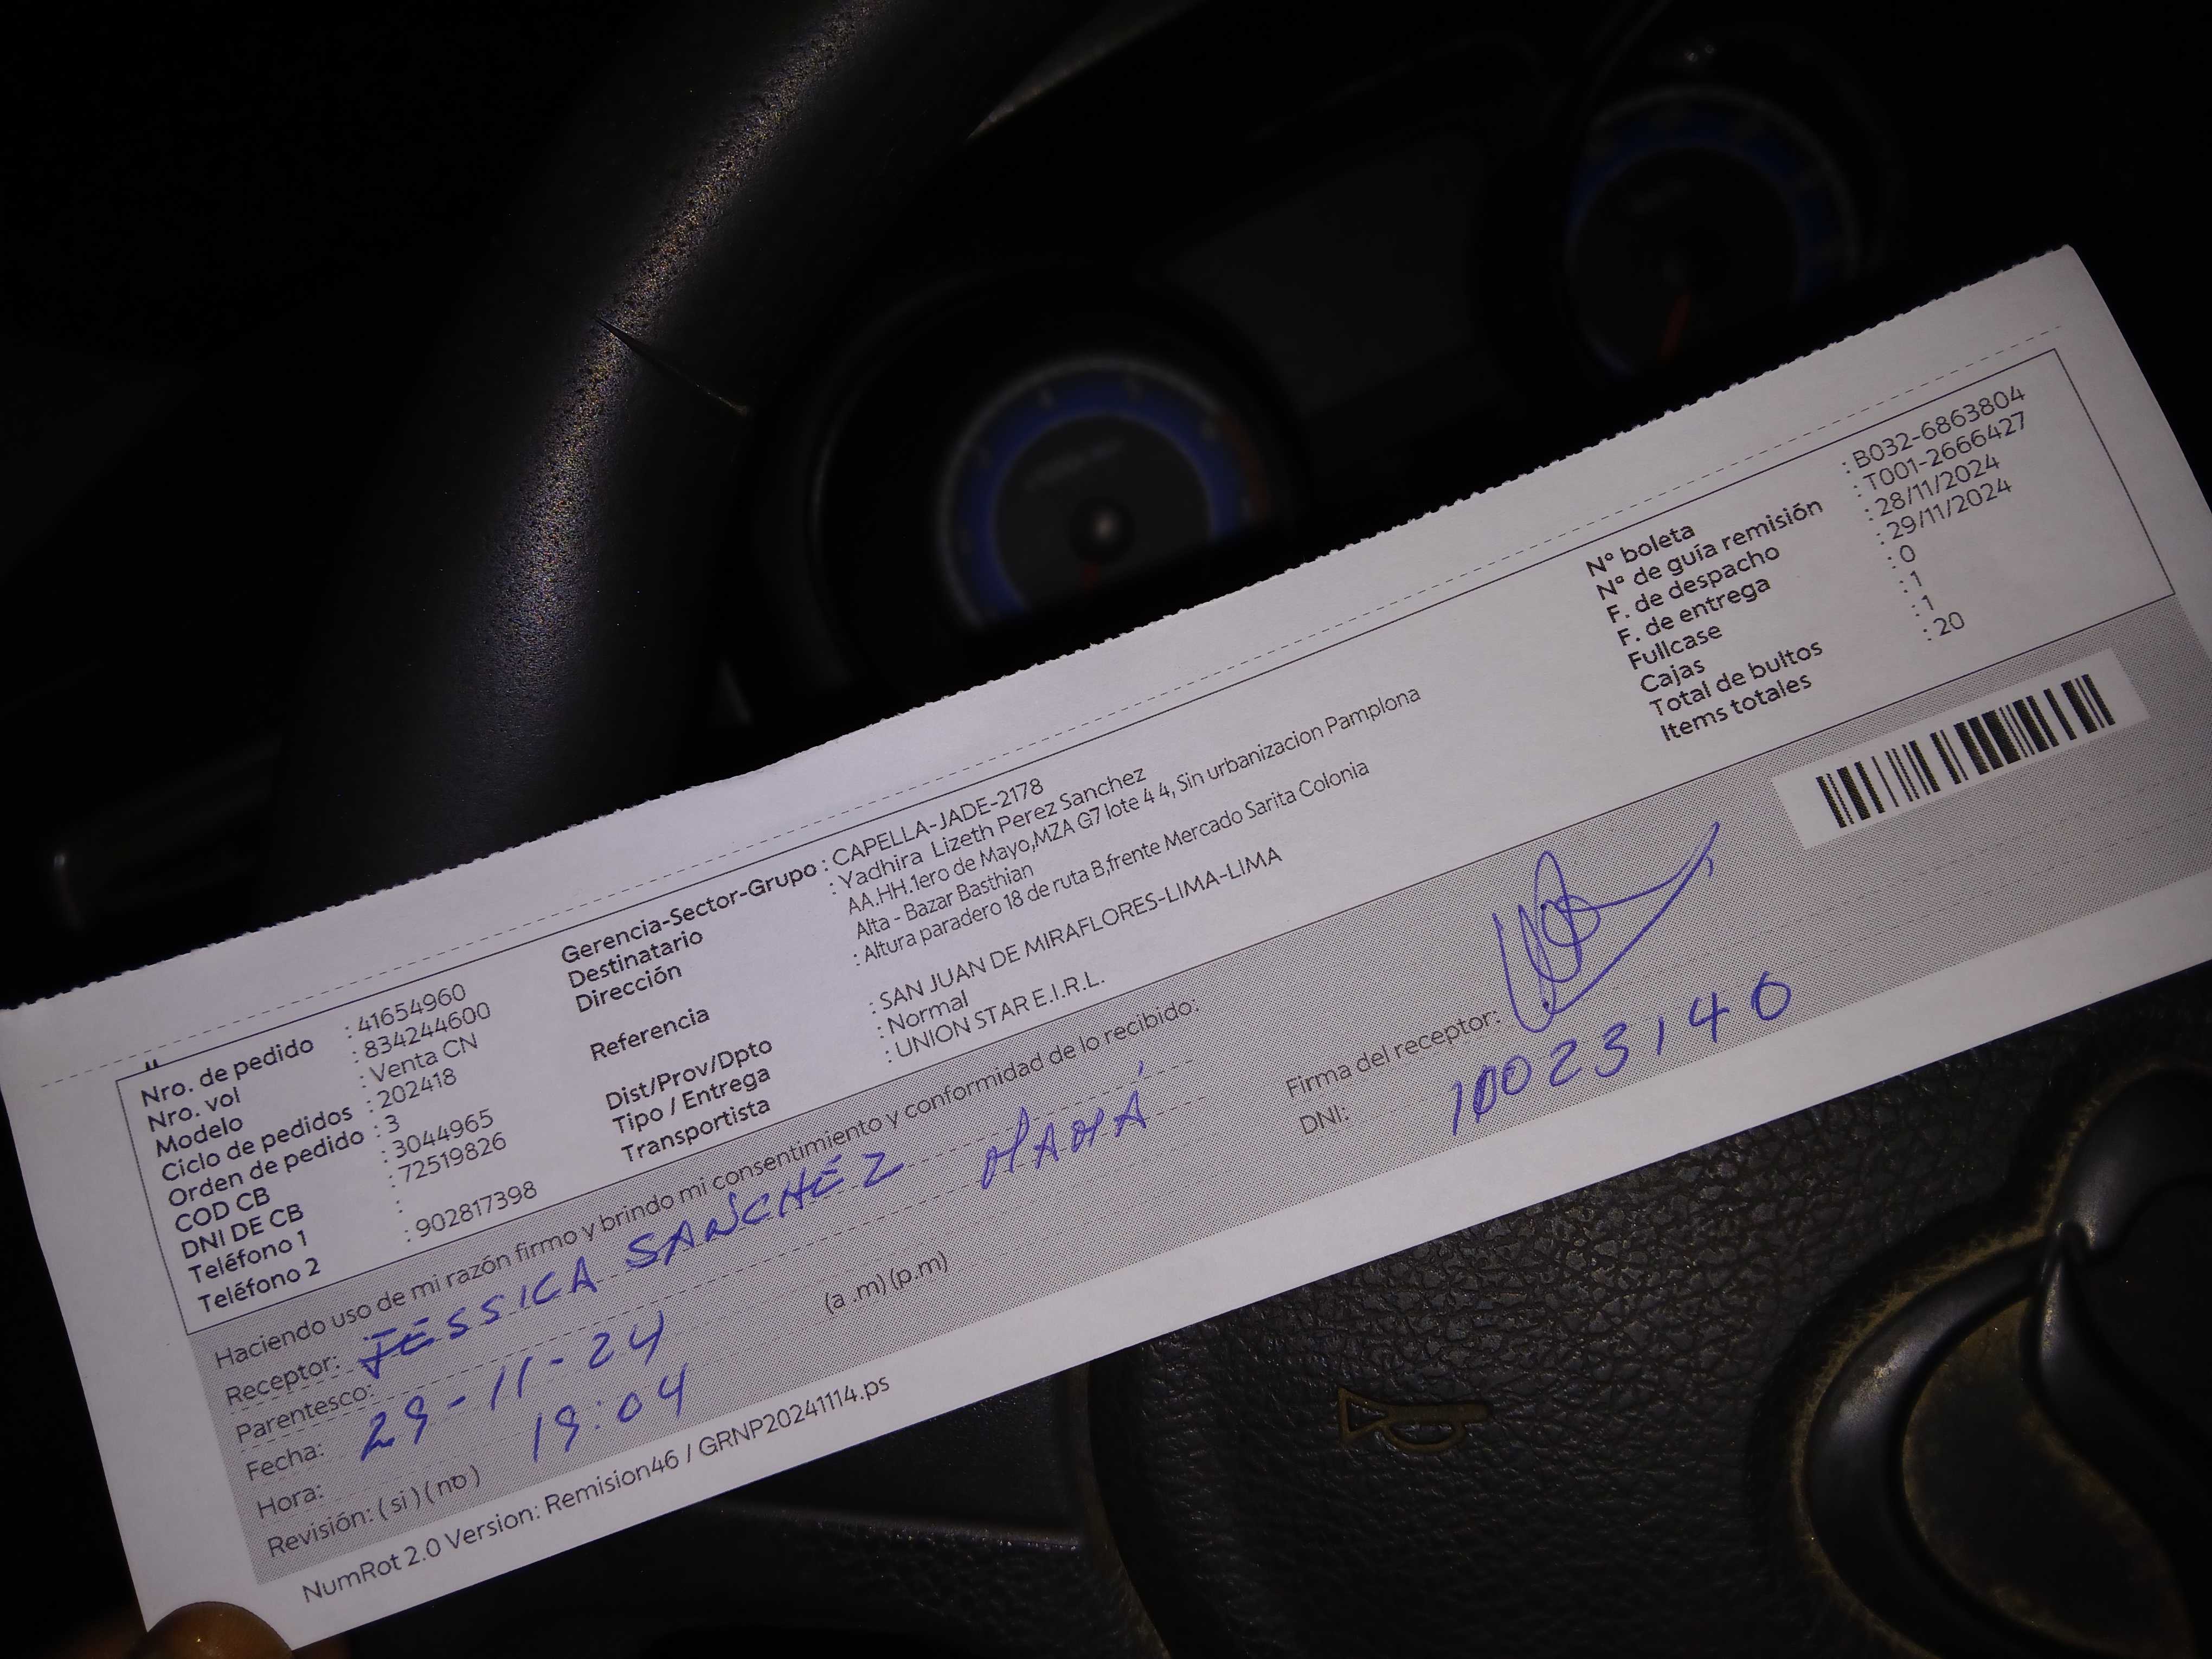 Nro. de pedido : 41654960
Nro. vol : 834244600
Modelo : Venta CN
Ciclo de pedidos : 202418
Orden de pedido : 3
COD CB : 3044965
DNI DE CB : 72519826
Teléfono 1 :
Teléfono 2 : 902817398
Gerencia-Sector-Grupo : CAPELLA-JADE-2178
Destinatario : Yadhira Lizeth Perez Sanchez
Dirección AA.HH.1ero de Mayo,MZA G7 lote 4 4, Sin urbanizacion Pamplona
Alta - Bazar Basthian
Referencia : Altura paradero 18 de ruta B,frente Mercado Sarita Colonia
Dist/Prov/Dpto : SAN JUAN DE MIRAFLORES-LIMA-LIMA
Tipo / Entrega : Normal
Transportista : UNION STAR E.I.R.L.
N° boleta : B032-6863804
N° de guía remisión : T001-2666427
F. de despacho : 28/11/2024
F. de entrega : 29/11/2024
Fullcase : 0
Cajas : 1
Total de bultos : 1
Items totales : 20
Haciendo uso de mi razón firmo y brindo mi consentimiento y conformidad de lo recibido:
Receptor: JESSICA SANCHEZ MAMÁ
Parentesco:
Fecha: 29-11-24
Hora: 19:04 (a .m) (p.m)
Revisión: ( si ) ( no )
Firma del receptor:
DNI: 10023140
NumRot 2.0 Version: Remision46 / GRNP20241114.ps